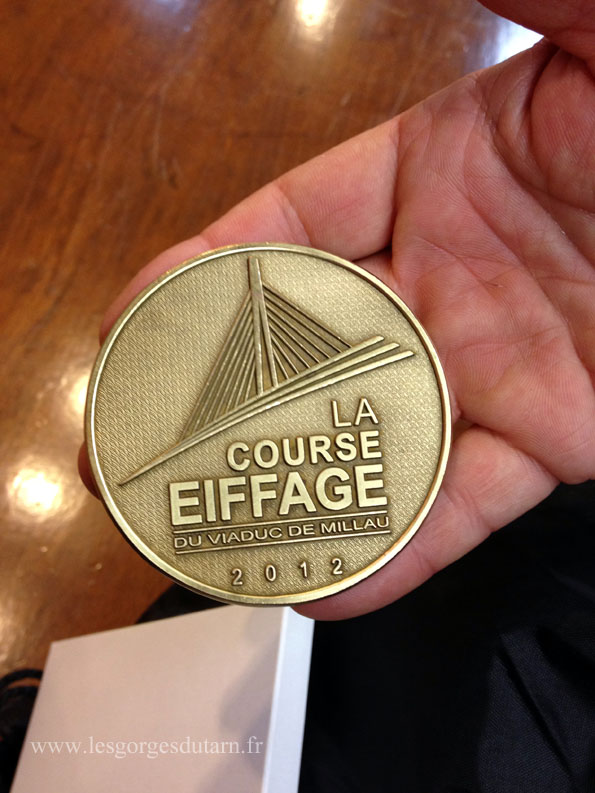 LA
COURSE
EIFFAGE
DU VIADUC DE MILLAU
2012
www.lesgorgesdutarn.fr